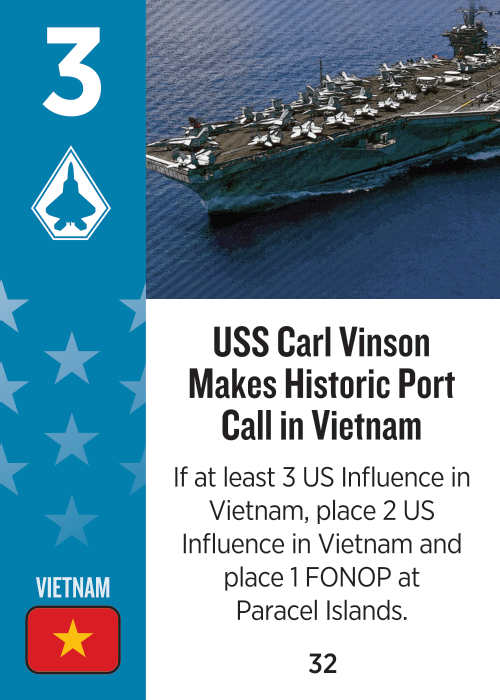 3
USS Carl Vinson
Makes Historic Port
Call in Vietnam
If at least 3 US Influence in
Vietnam, place 2 US
Influence in Vietnam and
place 1 FONOP at
Paracel Islands.
VIETNAM
32